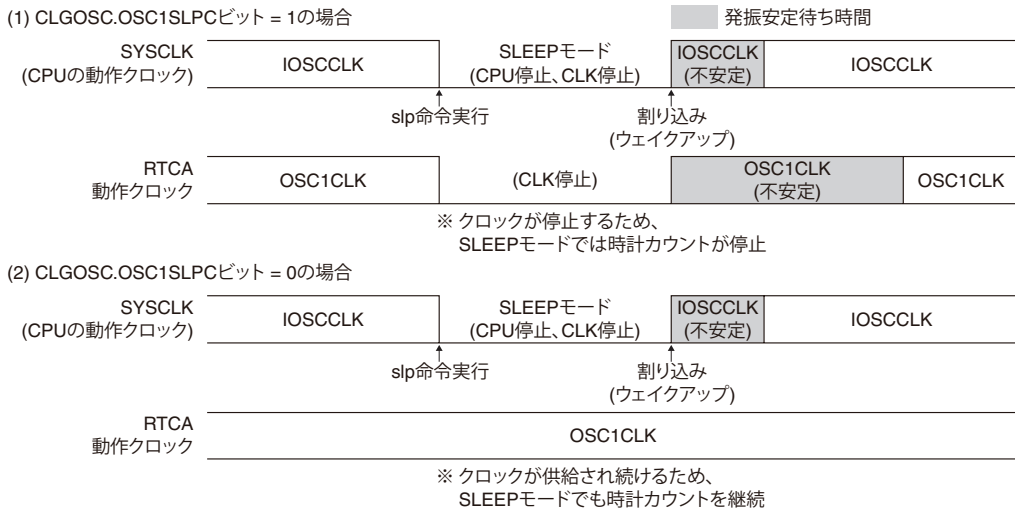 (1) CLGOSC.OSC1SLPCビット = 1の場合
発振安定待ち時間
SYSCLK
(CPUの動作クロック)
IOSCCLK
SLEEPモード
(CPU停止、CLK停止)
IOSCCLK
(不安定)
IOSCCLK
slp命令実行
割り込み
(ウェイクアップ)
RTCA
動作クロック
OSC1CLK
(CLK停止)
OSC1CLK
(不安定)
OSC1CLK
※ クロックが停止するため、
SLEEPモードでは時計カウントが停止
(2) CLGOSC.OSC1SLPCビット = 0の場合
SYSCLK
(CPUの動作クロック)
IOSCCLK
SLEEPモード
(CPU停止、CLK停止)
IOSCCLK
(不安定)
IOSCCLK
slp命令実行
割り込み
(ウェイクアップ)
RTCA
動作クロック
OSC1CLK
※ クロックが供給され続けるため、
SLEEPモードでも時計カウントを継続